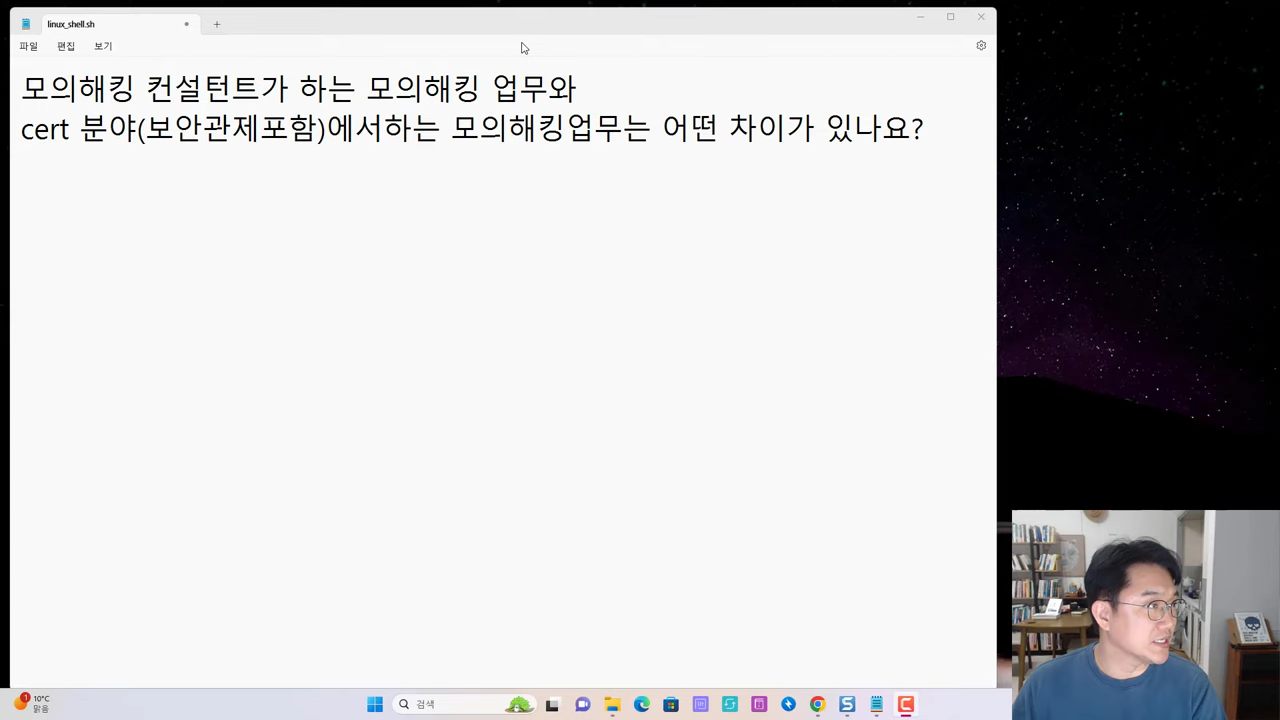 linux_shell.sh
파일 편집 보기
모의해킹 컨설턴트가 하는 모의해킹 업무와
cert 분야(보안관제포함)에서하는 모의해킹업무는 어떤 차이가 있나요?
1
10°C
맑음
검색